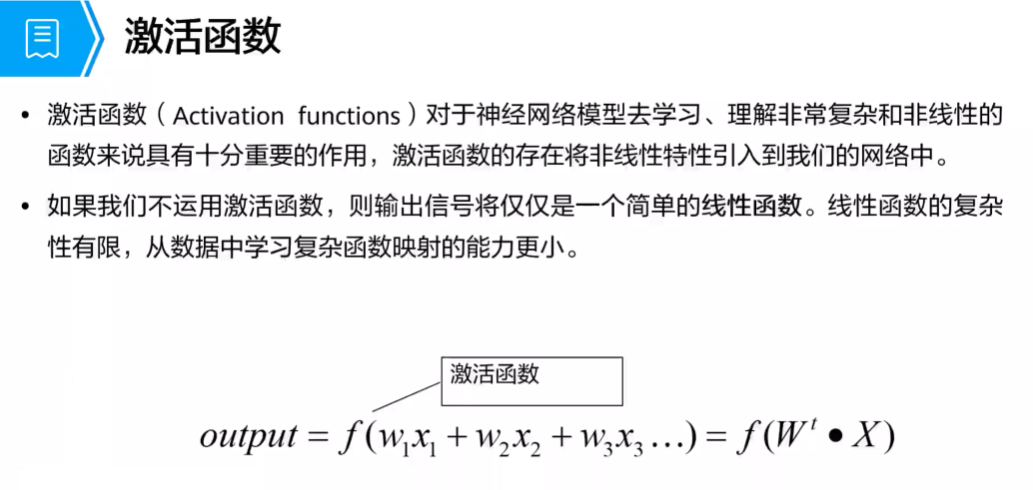 激活函数
• 激活函数（Activation functions）对于神经网络模型去学习、理解非常复杂和非线性的
函数来说具有十分重要的作用，激活函数的存在将非线性特性引入到我们的网络中。
• 如果我们不运用激活函数，则输出信号将仅仅是一个简单的线性函数。线性函数的复杂
性有限，从数据中学习复杂函数映射的能力更小。
激活函数
output = f(w₁x₁ + w₂x₂ + w₃x₃...) = f(Wᵗ • X)